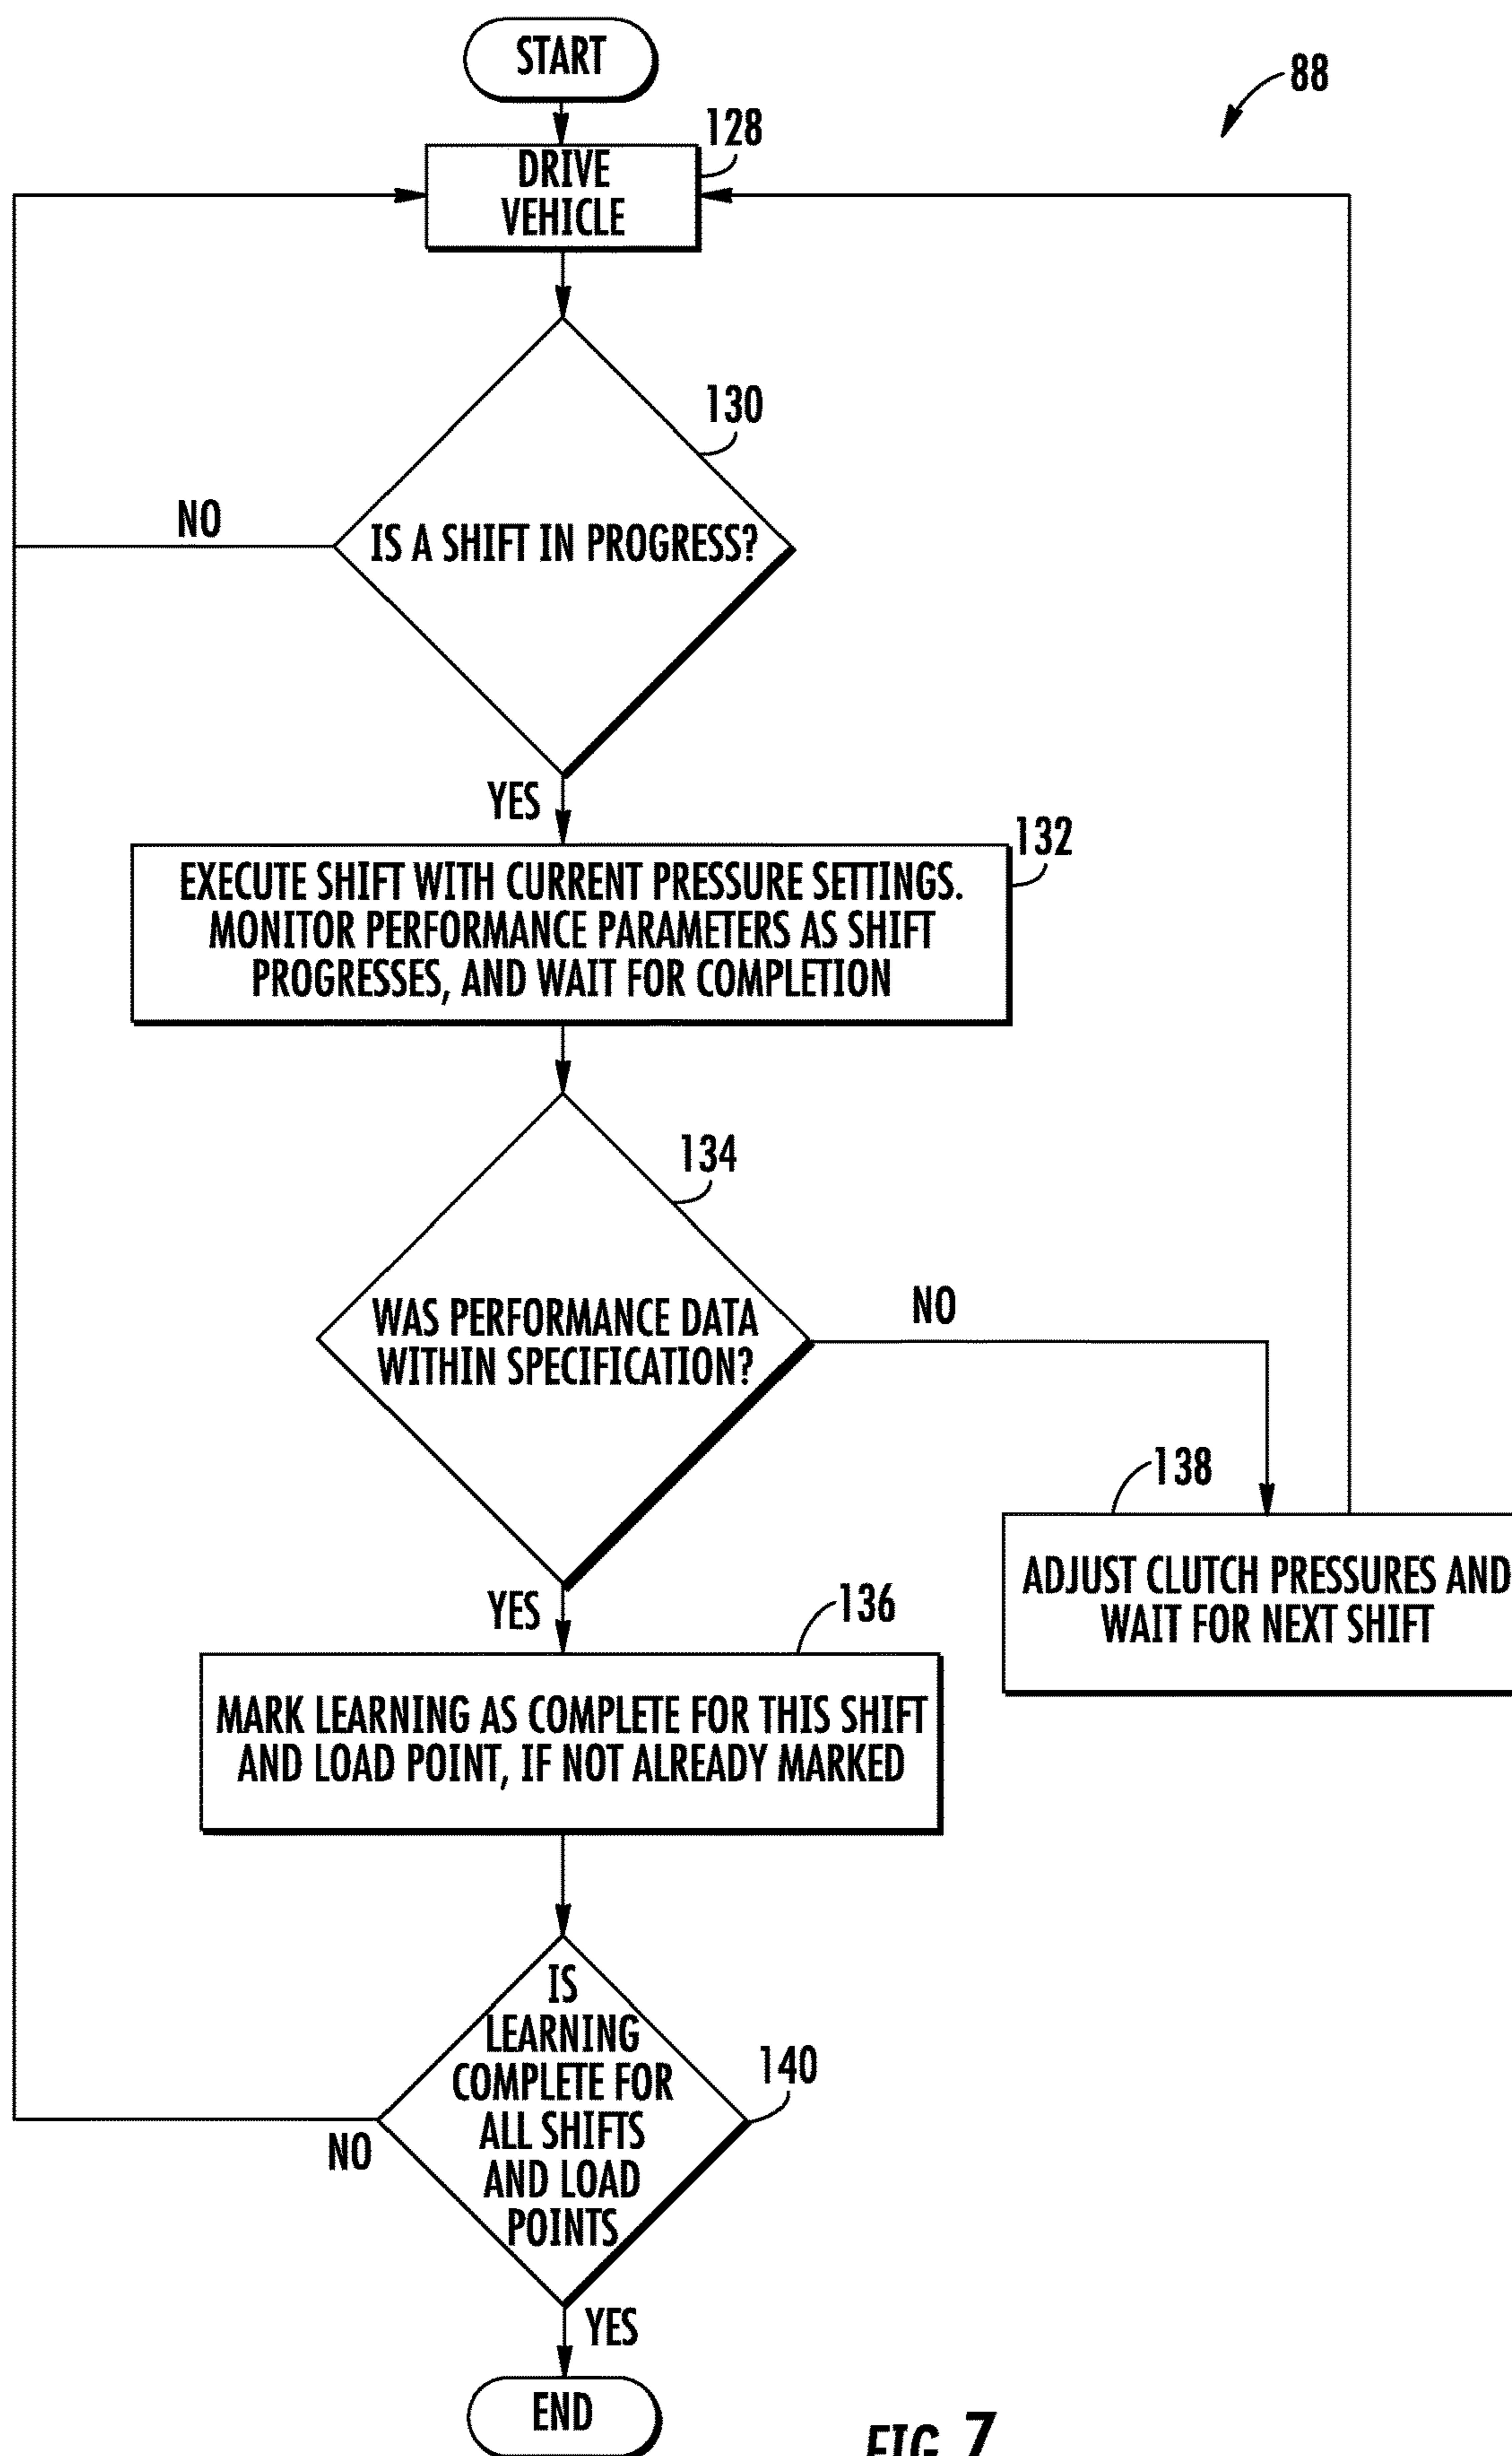 START
88
128
DRIVE
VEHICLE
130
NO
IS A SHIFT IN PROGRESS?
YES
132
EXECUTE SHIFT WITH CURRENT PRESSURE SETTINGS.
MONITOR PERFORMANCE PARAMETERS AS SHIFT
PROGRESSES, AND WAIT FOR COMPLETION
134
WAS PERFORMANCE DATA
WITHIN SPECIFICATION?
NO
138
ADJUST CLUTCH PRESSURES AND
WAIT FOR NEXT SHIFT
YES
136
MARK LEARNING AS COMPLETE FOR THIS SHIFT
AND LOAD POINT, IF NOT ALREADY MARKED
IS
LEARNING
COMPLETE FOR
ALL SHIFTS
AND LOAD
POINTS
140
NO
YES
END
FIG. 7